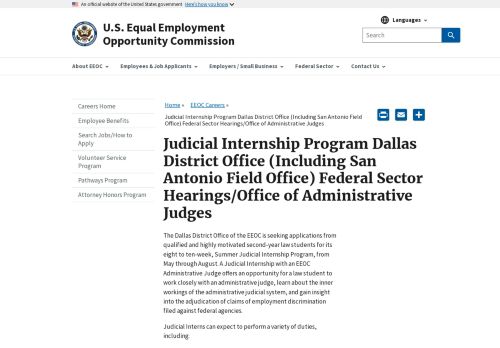 An official website of the United States government Here's how you know
U.S. Equal Employment
Opportunity Commission
Languages
Search
About EEOC
Employees & Job Applicants
Employers / Small Business
Federal Sector
Contact Us
Careers Home
Employee Benefits
Search Jobs/How to
Apply
Volunteer Service
Program
Pathways Program
Attorney Honors Program
Home » EEOC Careers »
Judicial Internship Program Dallas District Office (Including San Antonio Field
Office) Federal Sector Hearings/Office of Administrative Judges
Judicial Internship Program Dallas
District Office (Including San
Antonio Field Office) Federal Sector
Hearings/Office of Administrative
Judges
The Dallas District Office of the EEOC is seeking applications from
qualified and highly motivated second-year law students for its
eight to ten-week, Summer Judicial Internship Program, from
May through August. A Judicial Internship with an EEOC
Administrative Judge offers an opportunity for a law student to
work closely with an administrative judge, learn about the inner
workings of the administrative judicial system, and gain insight
into the adjudication of claims of employment discrimination
filed against federal agencies.
Judicial Interns can expect to perform a variety of duties,
including: